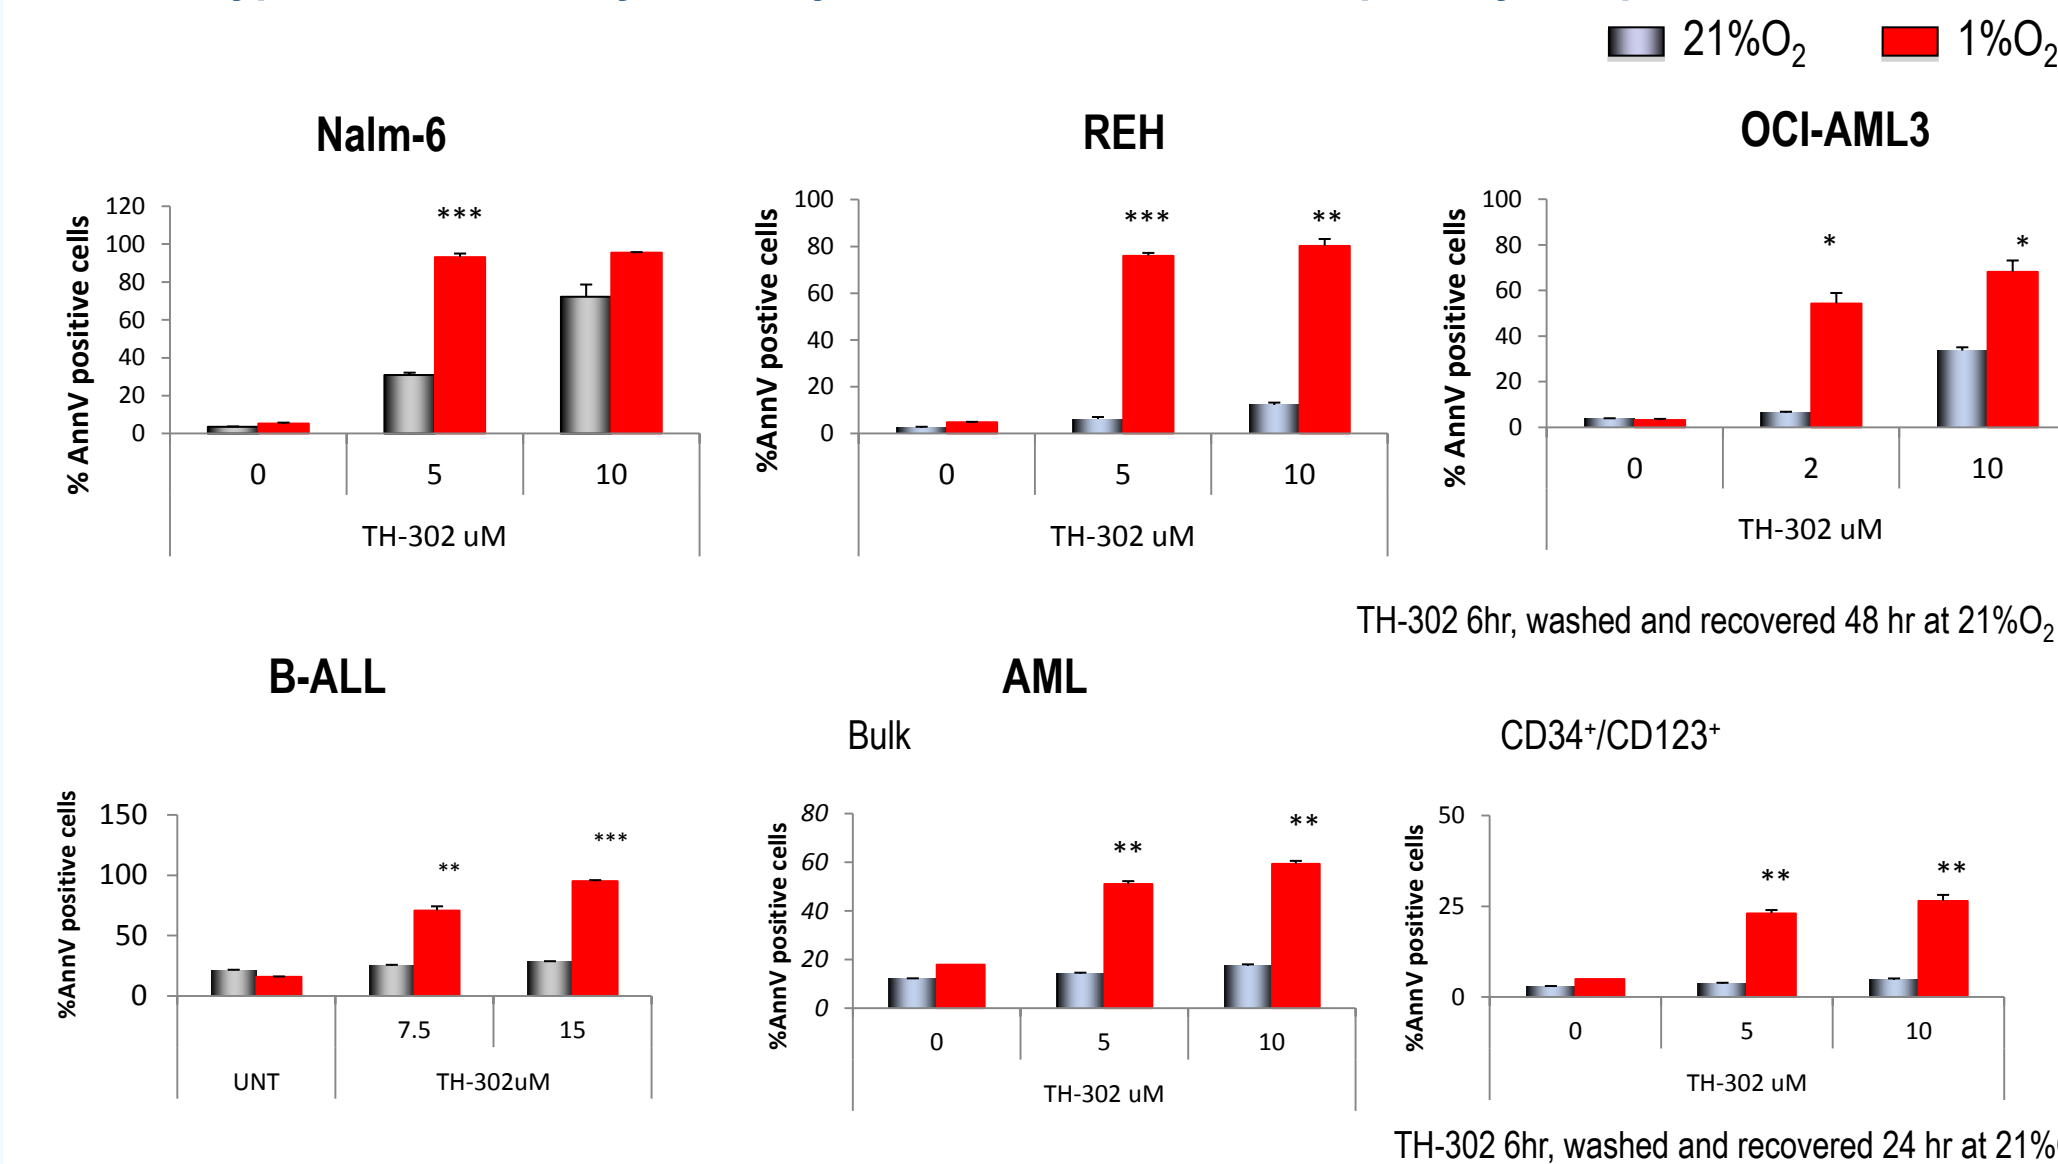 21%O₂ 1%O₂
Nalm-6
% AnnV positive cells
120
100
80
60
40
20
0
***
0 5 10
TH-302 uM
REH
%AnnV postive cells
100
80
60
40
20
0
*** **
0 5 10
TH-302 uM
OCI-AML3
% AnnV positive cells
100
80
60
40
20
0
* *
0 2 10
TH-302 uM
TH-302 6hr, washed and recovered 48 hr at 21%O₂
B-ALL
%AnnV positive cells
150
100
50
0
** ***
7.5 15
UNT TH-302uM
AML
Bulk
%AnnV positive cells
80
60
40
20
0
** **
0 5 10
TH-302 uM
CD34⁺/CD123⁺
%AnnV positive cells
50
25
0
** **
0 5 10
TH-302 uM
TH-302 6hr, washed and recovered 24 hr at 21%